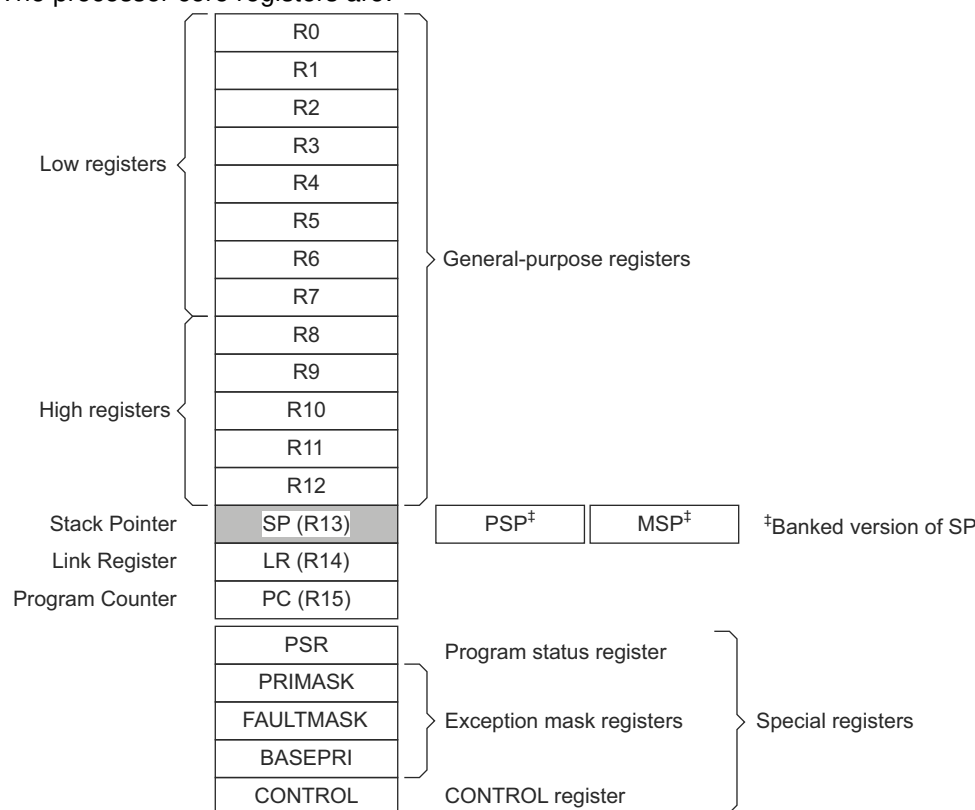 The processor core registers are:
R0
R1
R2
R3
Low registers
R4
R5
R6
General-purpose registers
R7
R8
R9
High registers
R10
R11
R12
Stack Pointer
SP (R13)
PSP‡
MSP‡
‡Banked version of SP
Link Register
LR (R14)
Program Counter
PC (R15)
PSR
Program status register
PRIMASK
FAULTMASK
Exception mask registers
Special registers
BASEPRI
CONTROL
CONTROL register